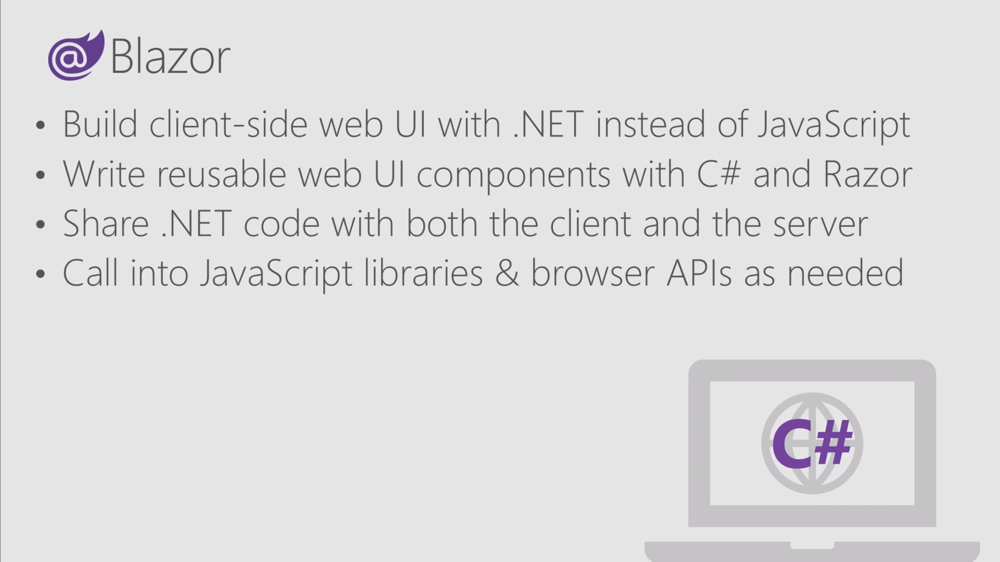 @ Blazor
• Build client-side web UI with .NET instead of JavaScript
• Write reusable web UI components with C# and Razor
• Share .NET code with both the client and the server
• Call into JavaScript libraries & browser APIs as needed
C#